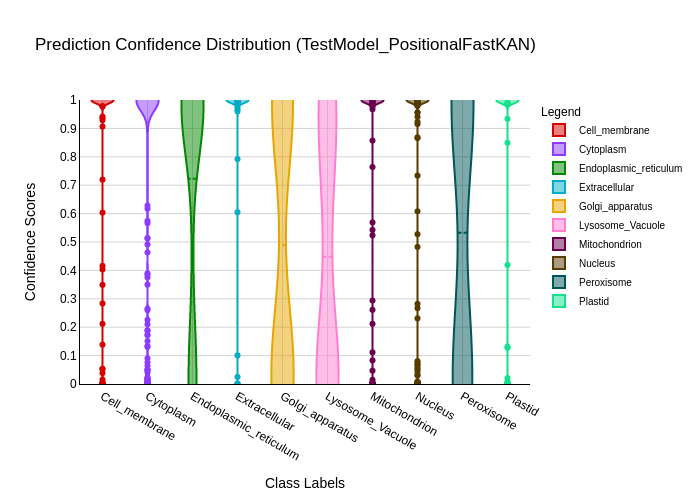 Prediction Confidence Distribution (TestModel_PositionalFastKAN)
Confidence Scores
1
0.9
0.8
0.7
0.6
0.5
0.4
0.3
0.2
0.1
0
Cell_membrane
Cytoplasm
Endoplasmic_reticulum
Extracellular
Golgi_apparatus
Lysosome_Vacuole
Mitochondrion
Nucleus
Peroxisome
Plastid
Class Labels
Legend
Cell_membrane
Cytoplasm
Endoplasmic_reticulum
Extracellular
Golgi_apparatus
Lysosome_Vacuole
Mitochondrion
Nucleus
Peroxisome
Plastid